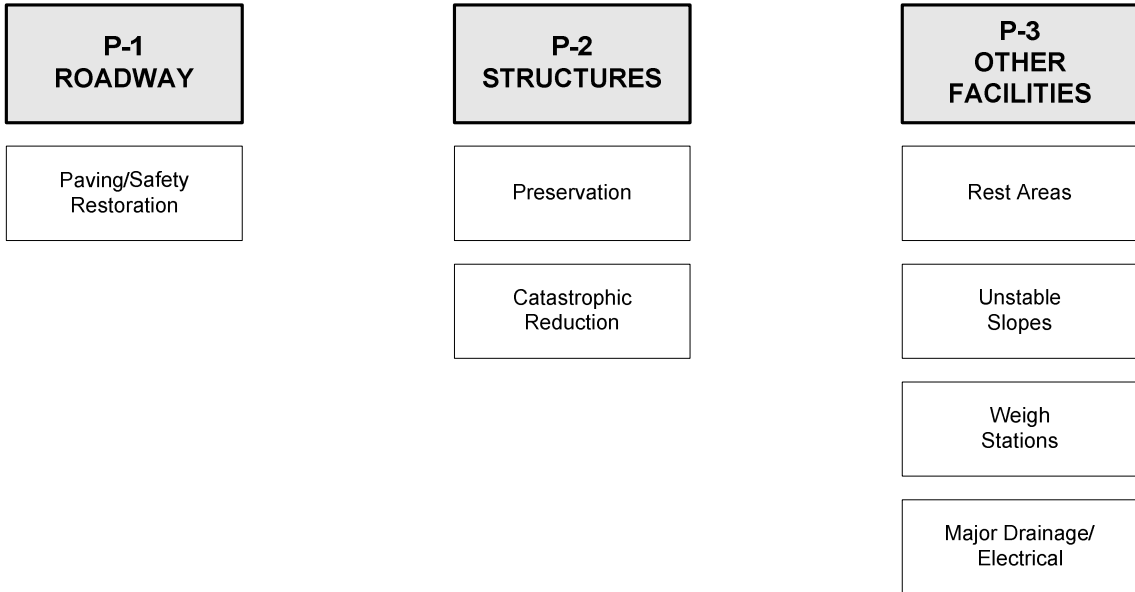 P-1
ROADWAY
Paving/Safety
Restoration
P-2
STRUCTURES
Preservation
Catastrophic
Reduction
P-3
OTHER
FACILITIES
Rest Areas
Unstable
Slopes
Weigh
Stations
Major Drainage/
Electrical